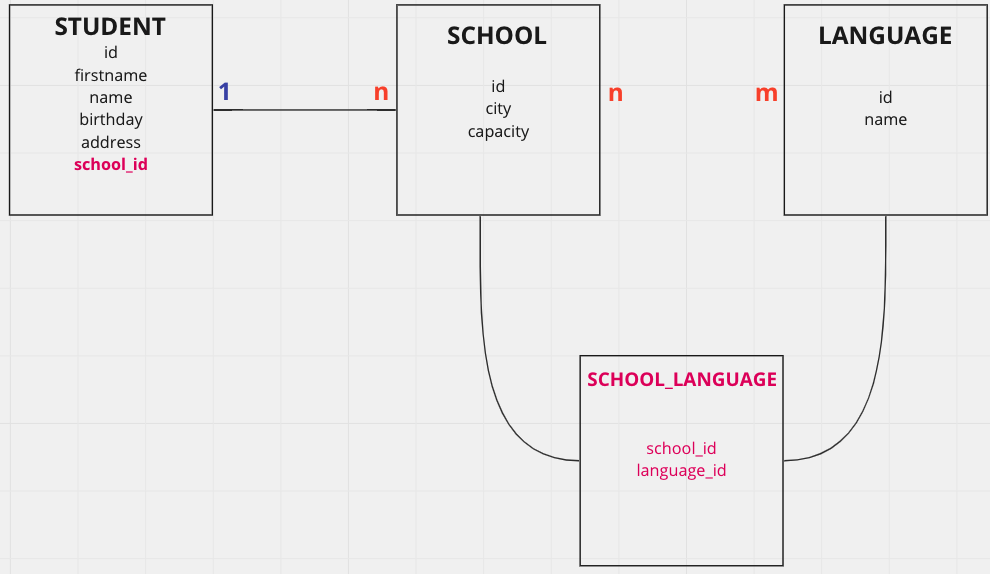 STUDENT
id
firstname
name
birthday
address
school_id
1
n
SCHOOL
id
city
capacity
n
m
LANGUAGE
id
name
SCHOOL_LANGUAGE
school_id
language_id